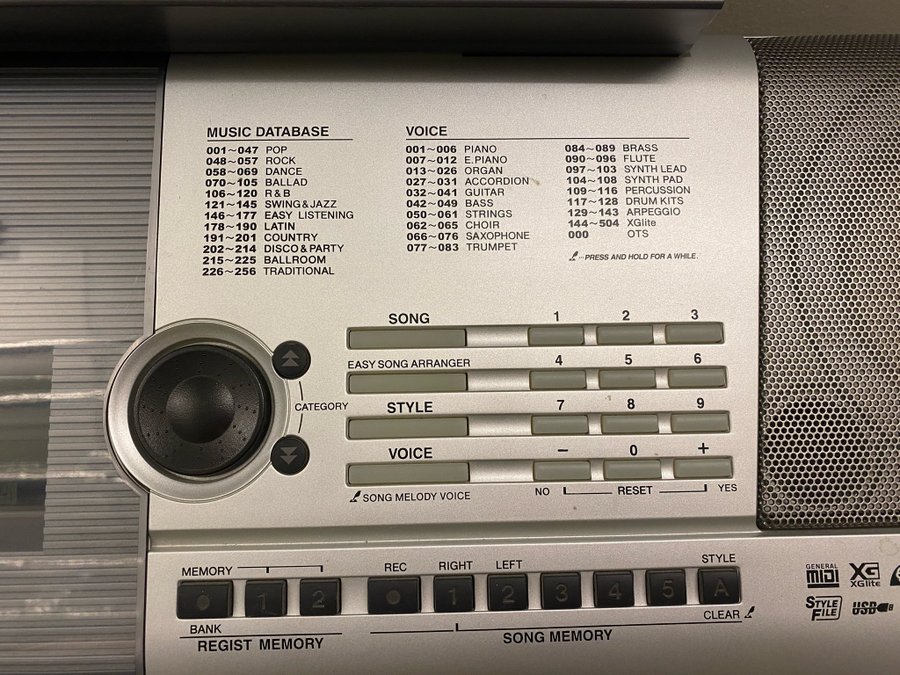 MUSIC DATABASE
001~047 POP
048~057 ROCK
058~069 DANCE
070~105 BALLAD
106~120 R&B
121~145 SWING&JAZZ
146~177 EASY LISTENING
178~190 LATIN
191~201 COUNTRY
202~214 DISCO&PARTY
215~225 BALLROOM
226~256 TRADITIONAL
VOICE
001~006 PIANO
007~012 E.PIANO
013~026 ORGAN
027~031 ACCORDION
032~041 GUITAR
042~049 BASS
050~061 STRINGS
062~065 CHOIR
066~076 SAXOPHONE
077~083 TRUMPET
084~089 BRASS
090~096 FLUTE
097~103 SYNTH LEAD
104~108 SYNTH PAD
109~116 PERCUSSION
117~128 DRUM KITS
129~143 ARPEGGIO
144~504 XGlite
000 OTS
···PRESS AND HOLD FOR A WHILE.
SONG 1 2 3
EASY SONG ARRANGER 4 5 6
CATEGORY
STYLE 7 8 9
VOICE − 0 +
SONG MELODY VOICE NO RESET YES
MEMORY REC RIGHT LEFT STYLE
1 2 1 2 3 4 5 A
BANK CLEAR
REGIST MEMORY SONG MEMORY
GENERAL MIDI XG XGlite
STYLE FILE USB